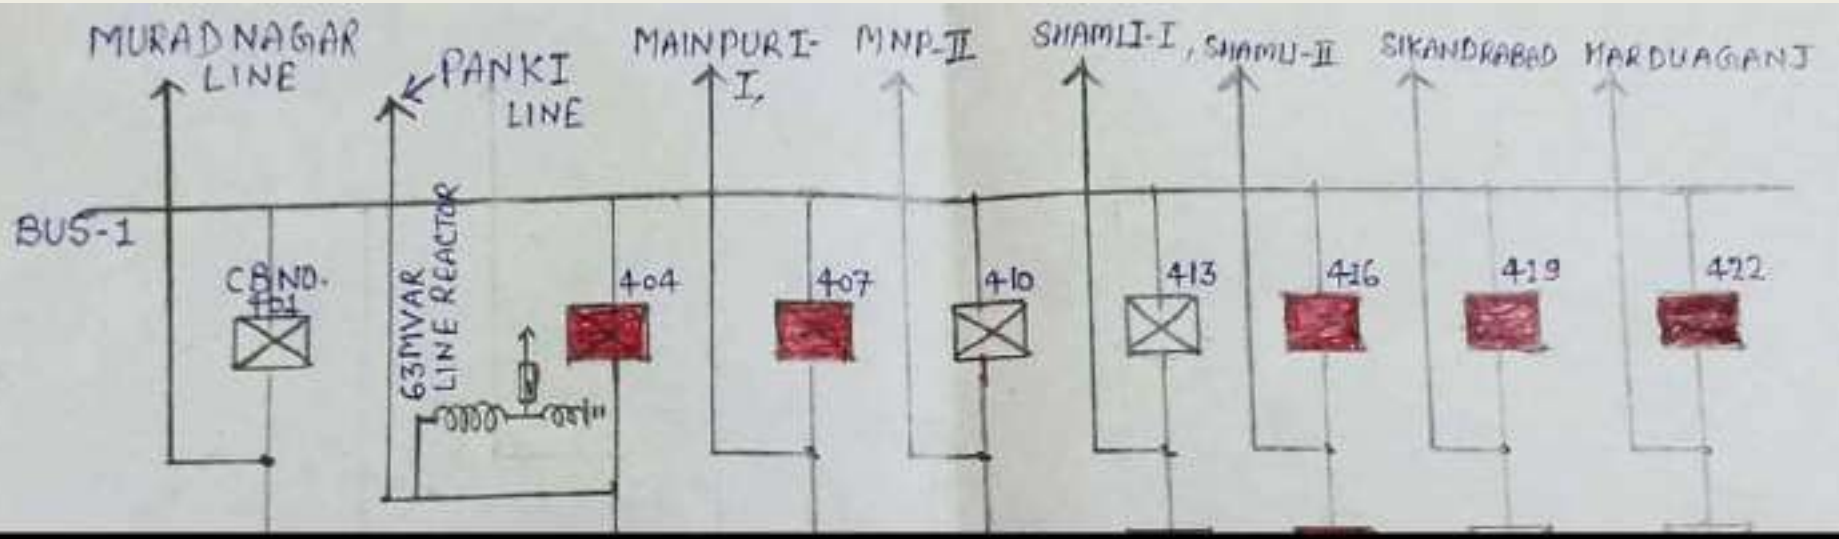 MURADNAGAR
LINE
PANKI
LINE
MAINPURI-
I,
MNP-II
SHAMLI-I,
SHAMLI-II
SIKANDRABAD
HARDUAGANJ
BUS-1
CB NO.
401
63MVAR
LINE REACTOR
404
407
410
413
416
419
422